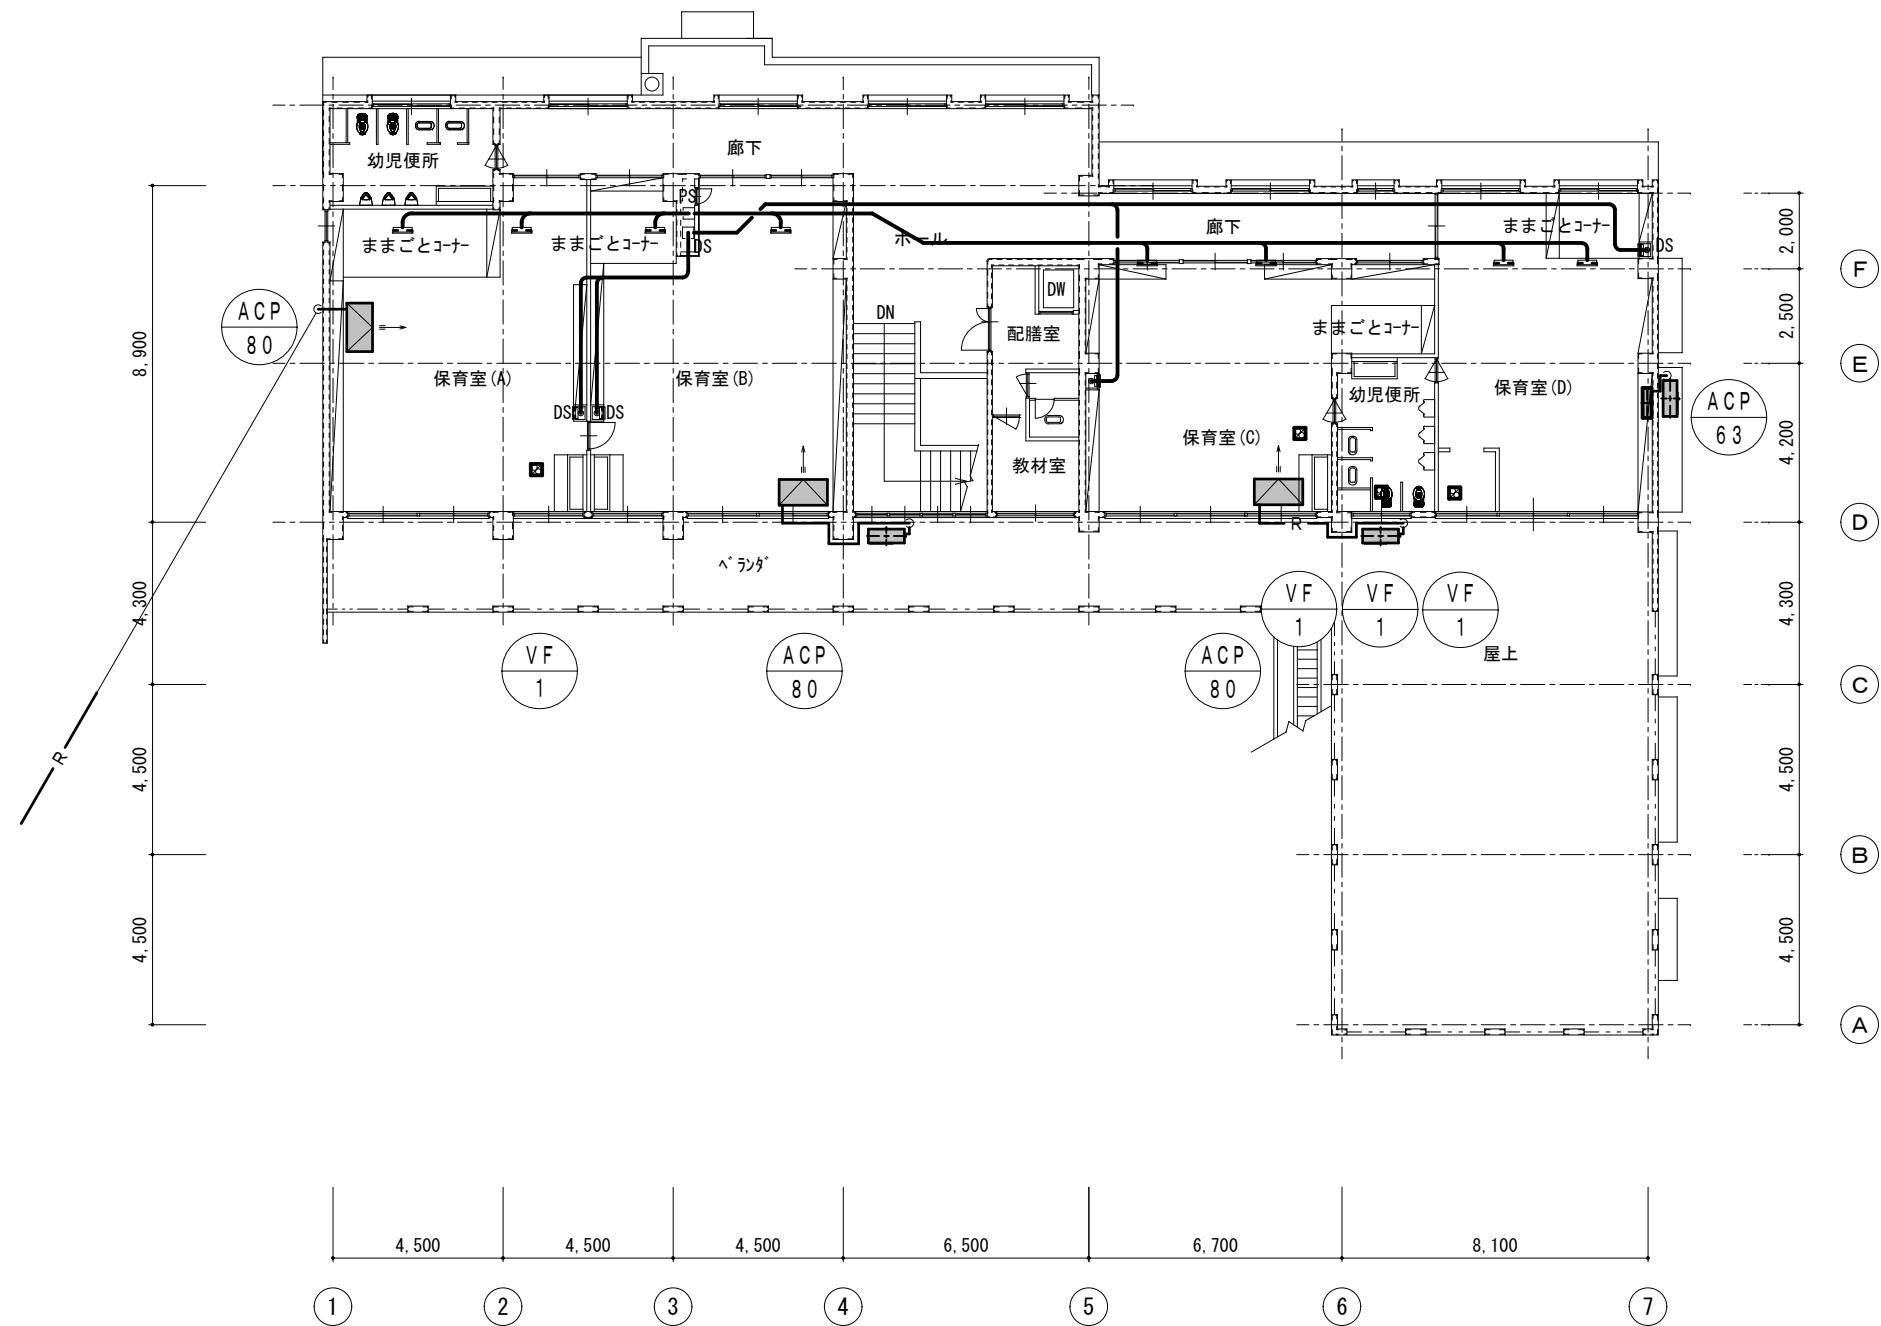 廊下
幼児便所
PS
廊下
ままごとコーナー
ままごとコーナー
DS
ホール
ままごとコーナー
DS
2,000
F
ACP
80
DN
DW
配膳室
ままごとコーナー
2,500
8,900
E
保育室(A)
保育室(B)
幼児便所
保育室(D)
ACP
63
DS
DS
保育室(C)
教材室
4,200
R
D
ベランダ
4,300
VF
1
VF
1
VF
1
4,300
VF
1
ACP
80
ACP
80
屋上
C
R
4,500
4,500
B
4,500
4,500
A
4,500
4,500
4,500
6,500
6,700
8,100
1
2
3
4
5
6
7